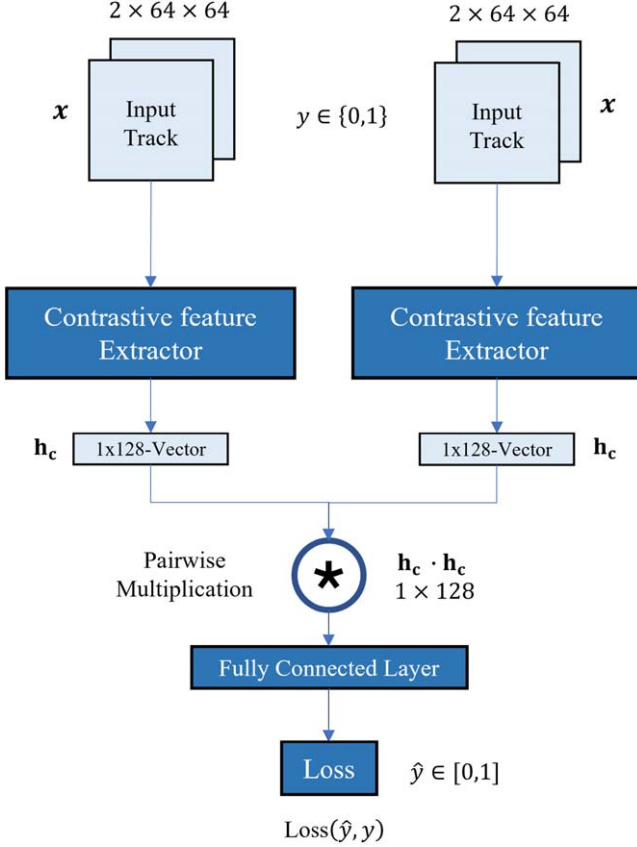 2 × 64 × 64
2 × 64 × 64
x
Input
Track
y ∈ {0,1}
Input
Track
x
Contrastive feature
Extractor
Contrastive feature
Extractor
h_c
1x128-Vector
1x128-Vector
h_c
Pairwise
Multiplication
*
h_c · h_c
1 × 128
Fully Connected Layer
Loss
ŷ ∈ [0,1]
Loss(ŷ, y)